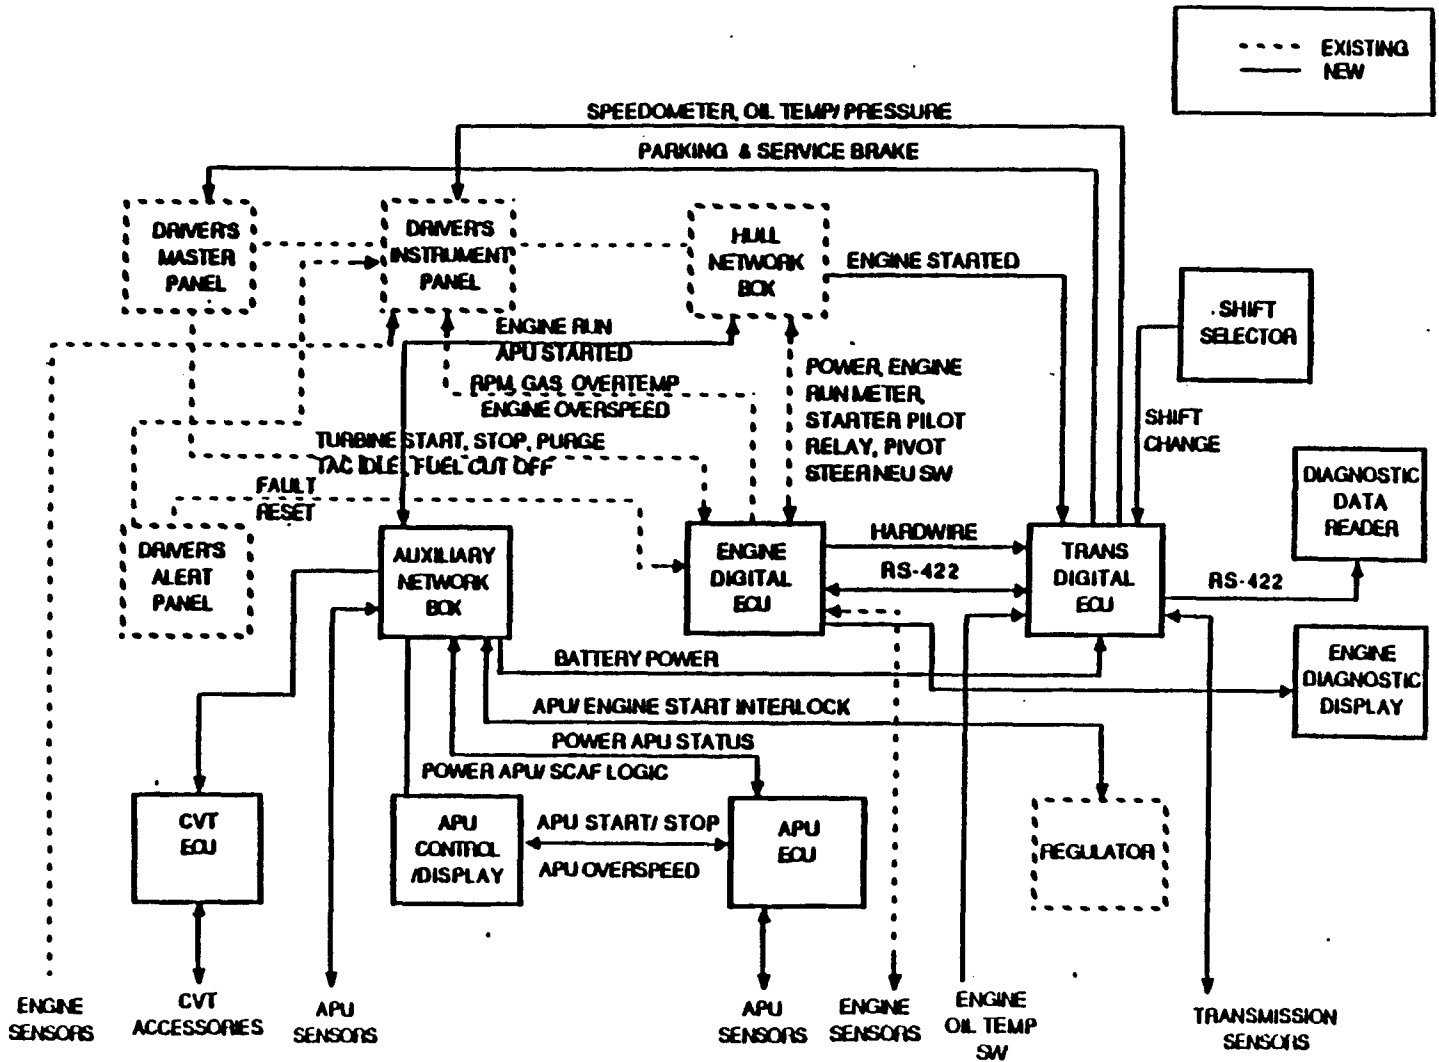 EXISTING
NEW
SPEEDOMETER, OIL TEMP/ PRESSURE
PARKING & SERVICE BRAKE
DRIVER'S
MASTER
PANEL
DRIVER'S
INSTRUMENT
PANEL
HULL
NETWORK
BOX
ENGINE STARTED
SHIFT
SELECTOR
ENGINE RUN
APU STARTED
RPM, GAS, OVERTEMP
ENGINE OVERSPEED
POWER, ENGINE
RUN METER,
STARTER PILOT
RELAY, PIVOT
STEER NEU SW
SHIFT
CHANGE
TURBINE START, STOP, PURGE
TAC IDLE, FUEL CUT OFF
FAULT
RESET
DRIVER'S
ALERT
PANEL
AUXILIARY
NETWORK
BOX
ENGINE
DIGITAL
ECU
HARDWIRE
RS-422
TRANS
DIGITAL
ECU
RS-422
DIAGNOSTIC
DATA
READER
ENGINE
DIAGNOSTIC
DISPLAY
BATTERY POWER
APU/ ENGINE START INTERLOCK
POWER APU STATUS
POWER APU/ SCAF LOGIC
CVT
ECU
APU
CONTROL
/DISPLAY
APU START/ STOP
APU OVERSPEED
APU
ECU
REGULATOR
ENGINE
SENSORS
CVT
ACCESSORIES
APU
SENSORS
APU
SENSORS
ENGINE
SENSORS
ENGINE
OIL TEMP
SW
TRANSMISSION
SENSORS